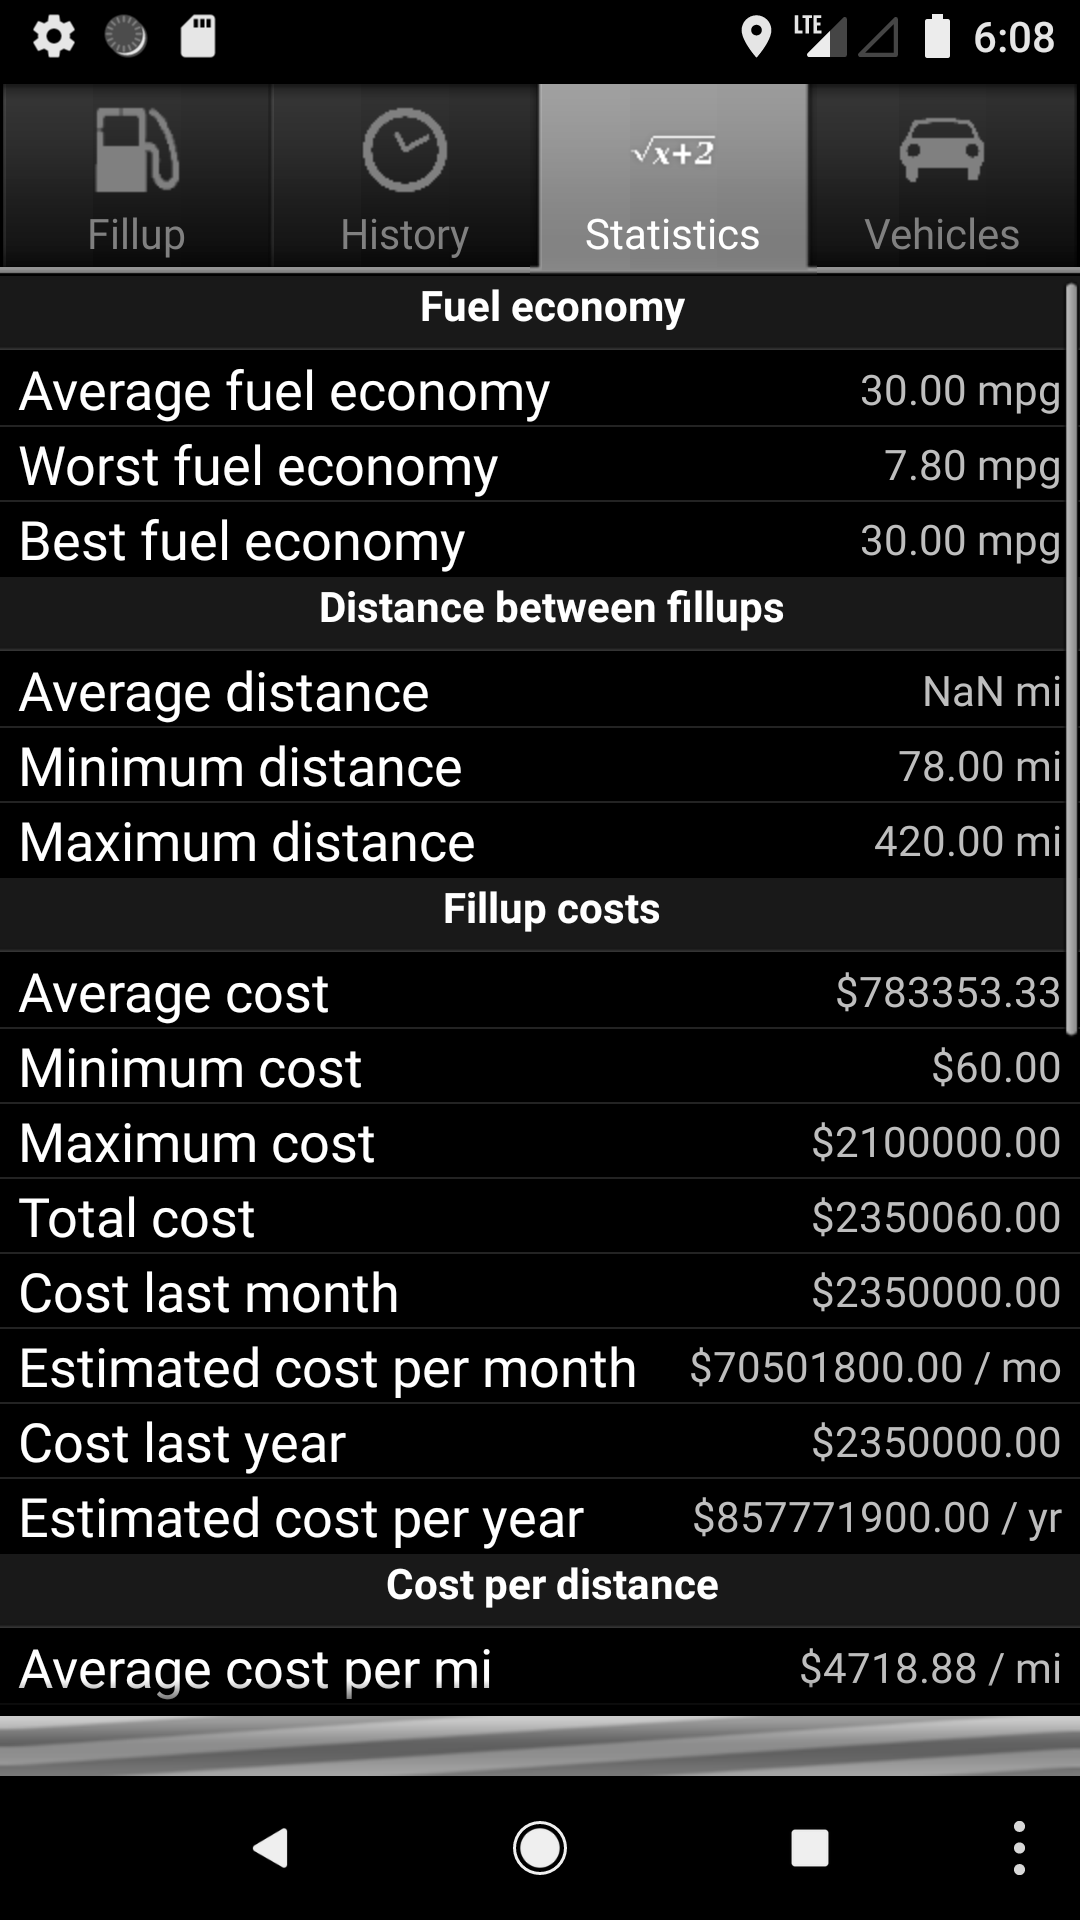 LTE 6:08
√x+2
Fillup History Statistics Vehicles
Fuel economy
Average fuel economy 30.00 mpg
Worst fuel economy 7.80 mpg
Best fuel economy 30.00 mpg
Distance between fillups
Average distance NaN mi
Minimum distance 78.00 mi
Maximum distance 420.00 mi
Fillup costs
Average cost $783353.33
Minimum cost $60.00
Maximum cost $2100000.00
Total cost $2350060.00
Cost last month $2350000.00
Estimated cost per month $70501800.00 / mo
Cost last year $2350000.00
Estimated cost per year $857771900.00 / yr
Cost per distance
Average cost per mi $4718.88 / mi